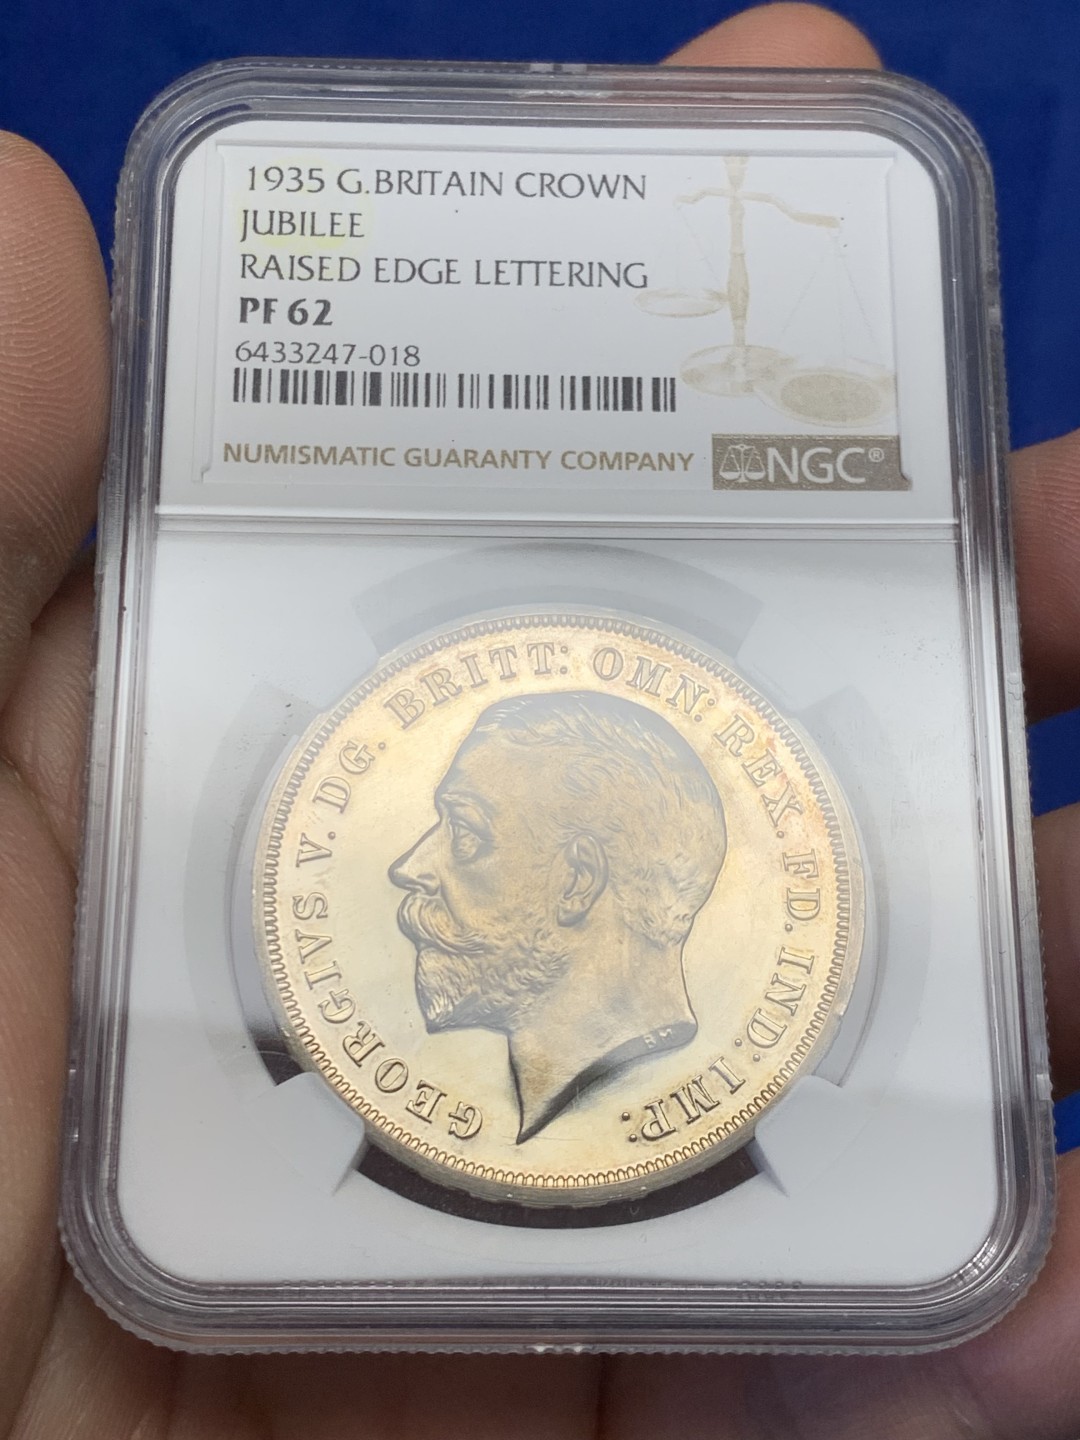 1935 G.BRITAIN CROWN
JUBILEE
RAISED EDGE LETTERING
PF 62
6433247-018
NUMISMATIC GUARANTY COMPANY
NGC®
GEORGIVS V. DG. BRITT: OMN: REX. FD. IND: IMP:
BM